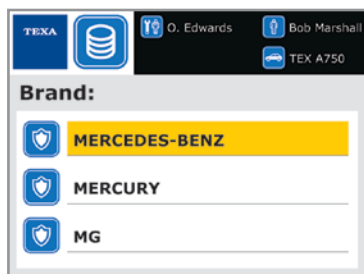 TEXA
O. Edwards
Bob Marshall
TEX A750
Brand:
MERCEDES-BENZ
MERCURY
MG